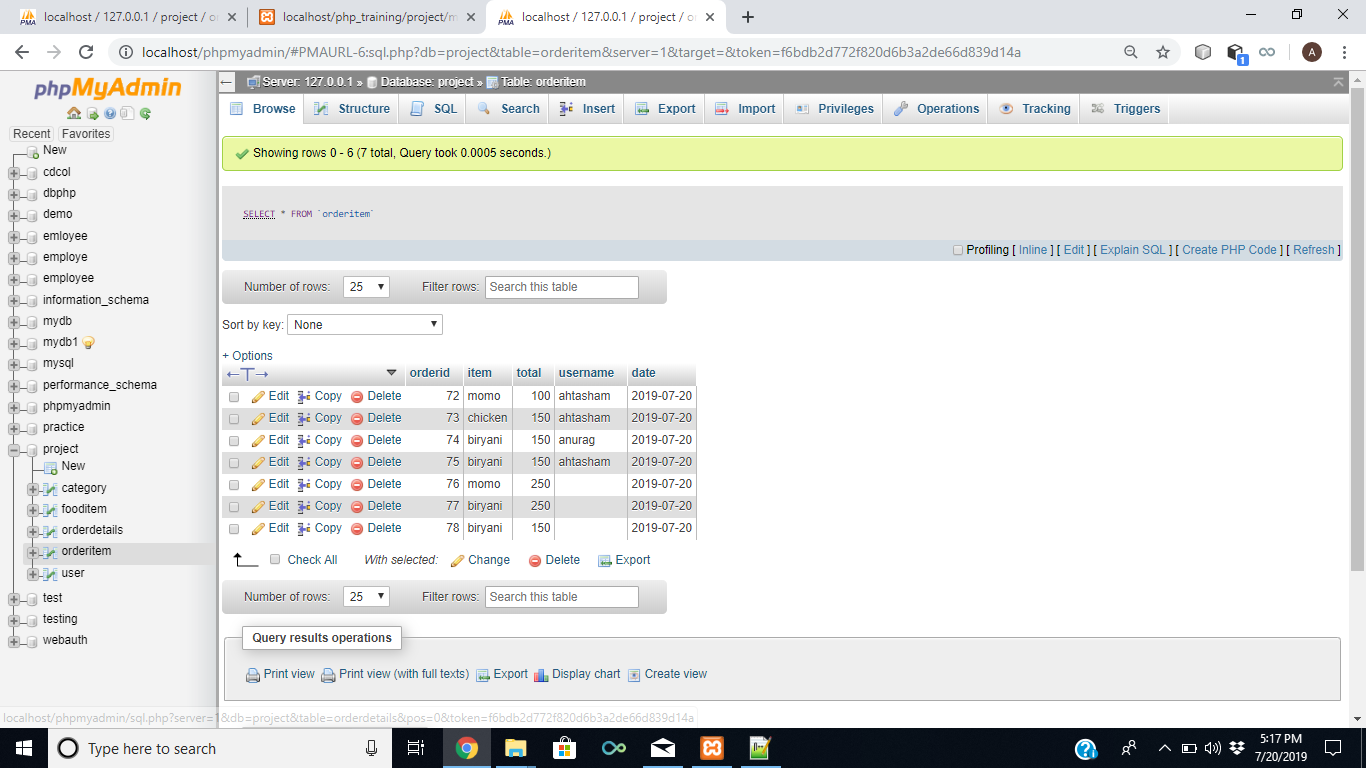 localhost / 127.0.0.1 / project / o
localhost/php_training/project/m
localhost / 127.0.0.1 / project / o
localhost/phpmyadmin/#PMAURL-6:sql.php?db=project&table=orderitem&server=1&target=&token=f6bdb2d772f820d6b3a2de66d839d14a
A
1
phpMyAdmin
Recent Favorites
New
cdcol
dbphp
demo
emloyee
employe
employee
information_schema
mydb
mydb1
mysql
performance_schema
phpmyadmin
practice
project
New
category
fooditem
orderdetails
orderitem
user
test
testing
webauth
Server: 127.0.0.1 » Database: project » Table: orderitem
Browse Structure SQL Search Insert Export Import Privileges Operations Tracking Triggers
Showing rows 0 - 6 (7 total, Query took 0.0005 seconds.)
SELECT * FROM `orderitem`
Profiling [ Inline ] [ Edit ] [ Explain SQL ] [ Create PHP Code ] [ Refresh ]
Number of rows: 25 Filter rows: Search this table
Sort by key: None
+ Options
←T→ orderid item total username date
Edit Copy Delete 72 momo 100 ahtasham 2019-07-20
Edit Copy Delete 73 chicken 150 ahtasham 2019-07-20
Edit Copy Delete 74 biryani 150 anurag 2019-07-20
Edit Copy Delete 75 biryani 150 ahtasham 2019-07-20
Edit Copy Delete 76 momo 250 2019-07-20
Edit Copy Delete 77 biryani 250 2019-07-20
Edit Copy Delete 78 biryani 150 2019-07-20
Check All With selected: Change Delete Export
Number of rows: 25 Filter rows: Search this table
Query results operations
Print view Print view (with full texts) Export Display chart Create view
localhost/phpmyadmin/sql.php?server=1&db=project&table=orderdetails&pos=0&token=f6bdb2d772f820d6b3a2de66d839d14a
Type here to search
5:17 PM
7/20/2019